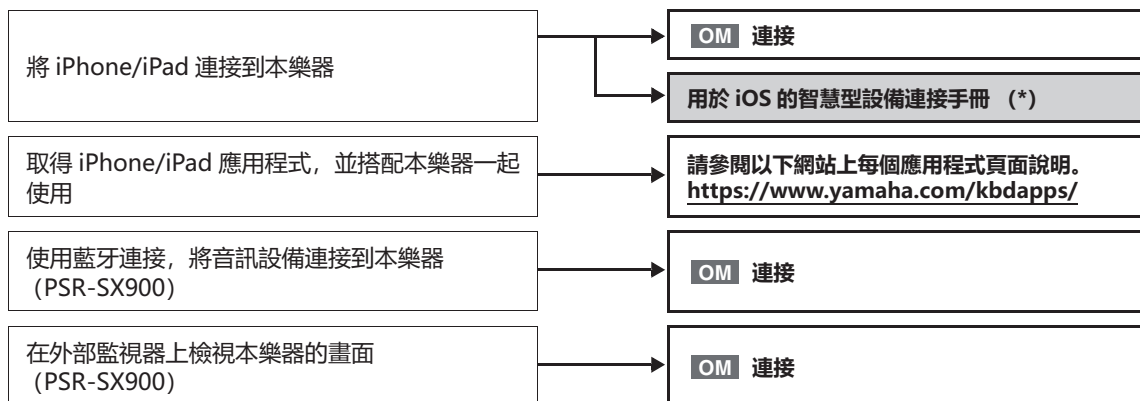 將 iPhone/iPad 連接到本樂器
OM 連接
用於 iOS 的智慧型設備連接手冊 (*)
取得 iPhone/iPad 應用程式，並搭配本樂器一起
使用
請參閱以下網站上每個應用程式頁面說明。
https://www.yamaha.com/kbdapps/
使用藍牙連接，將音訊設備連接到本樂器
（PSR-SX900）
OM 連接
在外部監視器上檢視本樂器的畫面
（PSR-SX900）
OM 連接